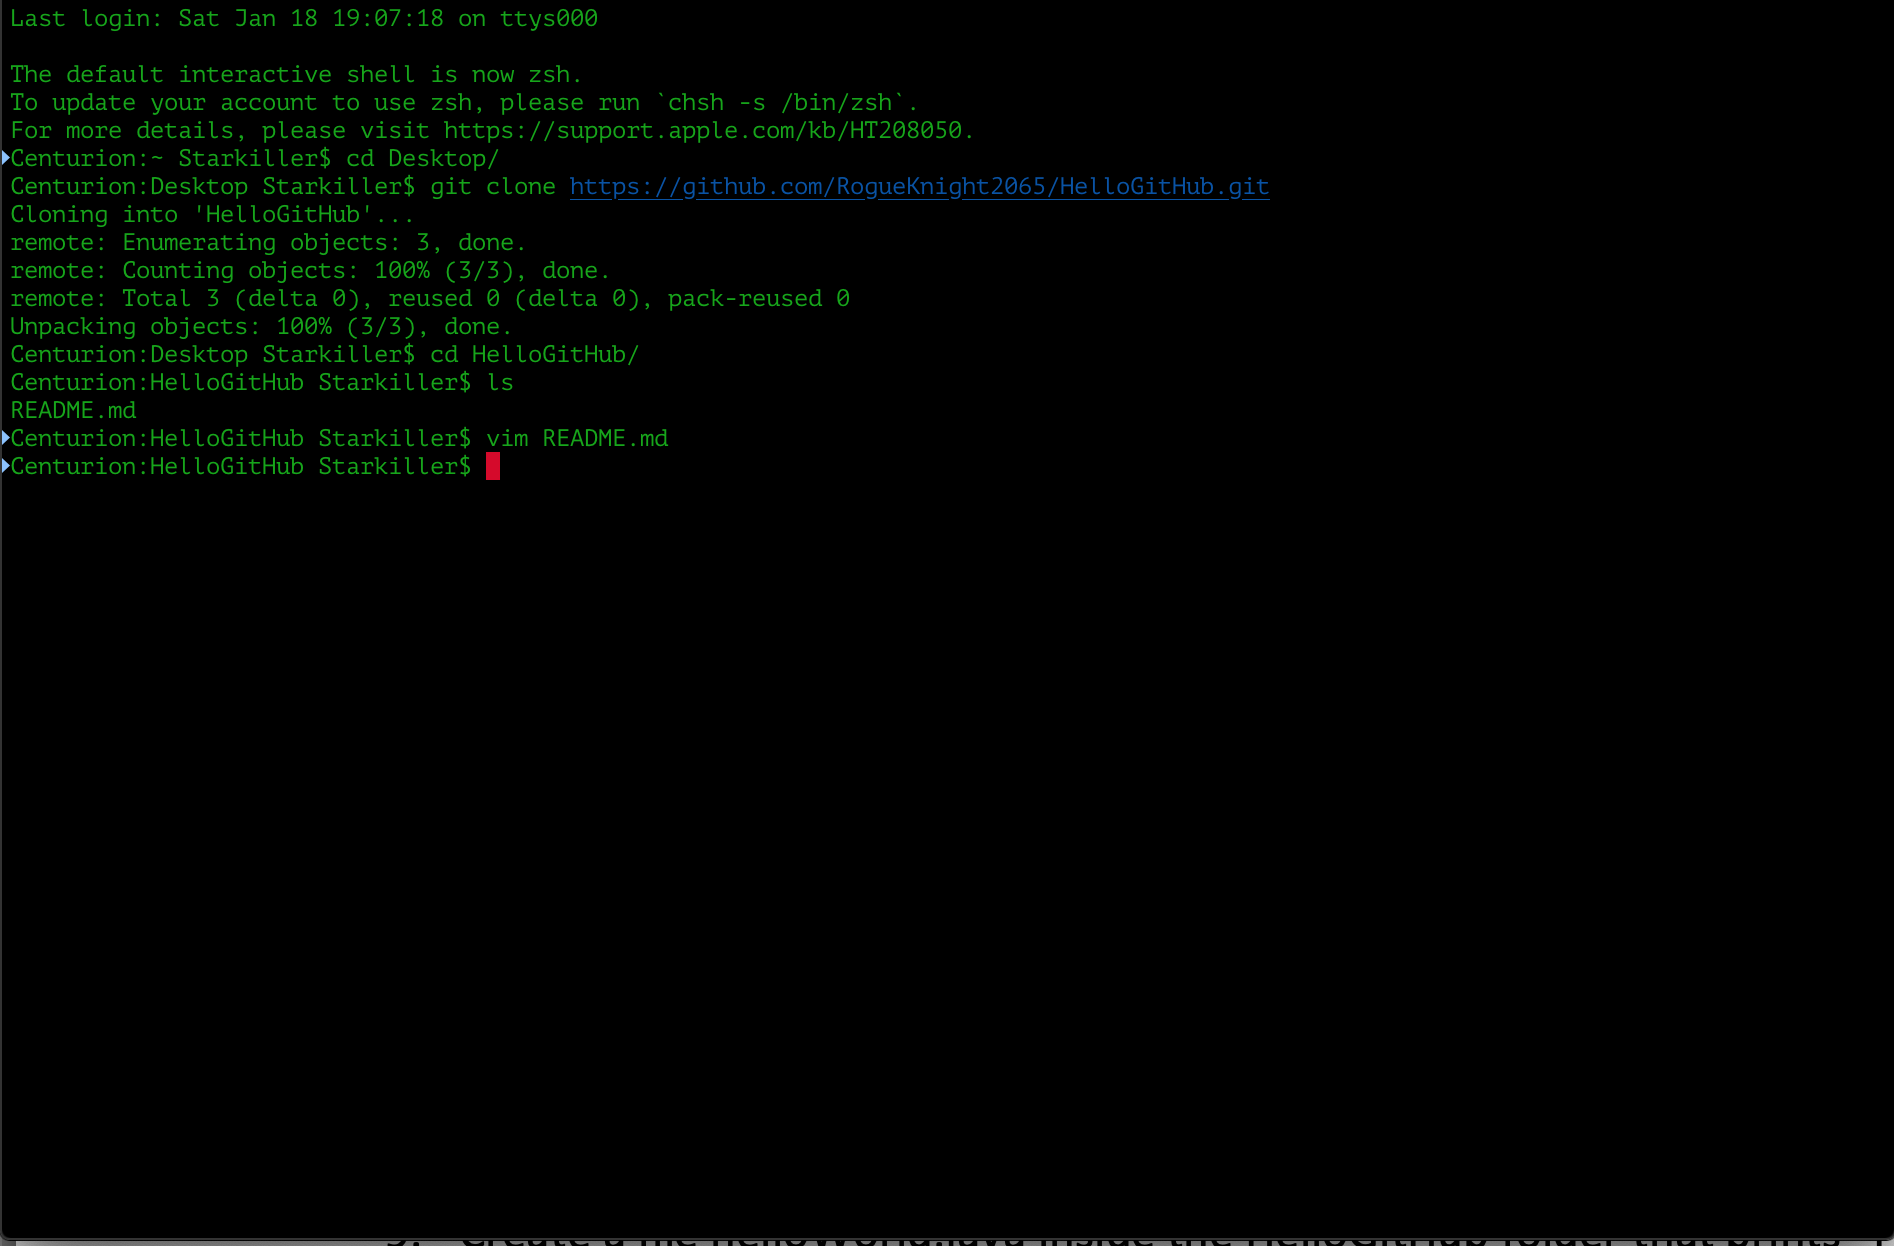 Last login: Sat Jan 18 19:07:18 on ttys000
The default interactive shell is now zsh.
To update your account to use zsh, please run `chsh -s /bin/zsh`.
For more details, please visit https://support.apple.com/kb/HT208050.
Centurion:~ Starkiller$ cd Desktop/
Centurion:Desktop Starkiller$ git clone https://github.com/RogueKnight2065/HelloGitHub.git
Cloning into 'HelloGitHub'...
remote: Enumerating objects: 3, done.
remote: Counting objects: 100% (3/3), done.
remote: Total 3 (delta 0), reused 0 (delta 0), pack-reused 0
Unpacking objects: 100% (3/3), done.
Centurion:Desktop Starkiller$ cd HelloGitHub/
Centurion:HelloGitHub Starkiller$ ls
README.md
Centurion:HelloGitHub Starkiller$ vim README.md
Centurion:HelloGitHub Starkiller$